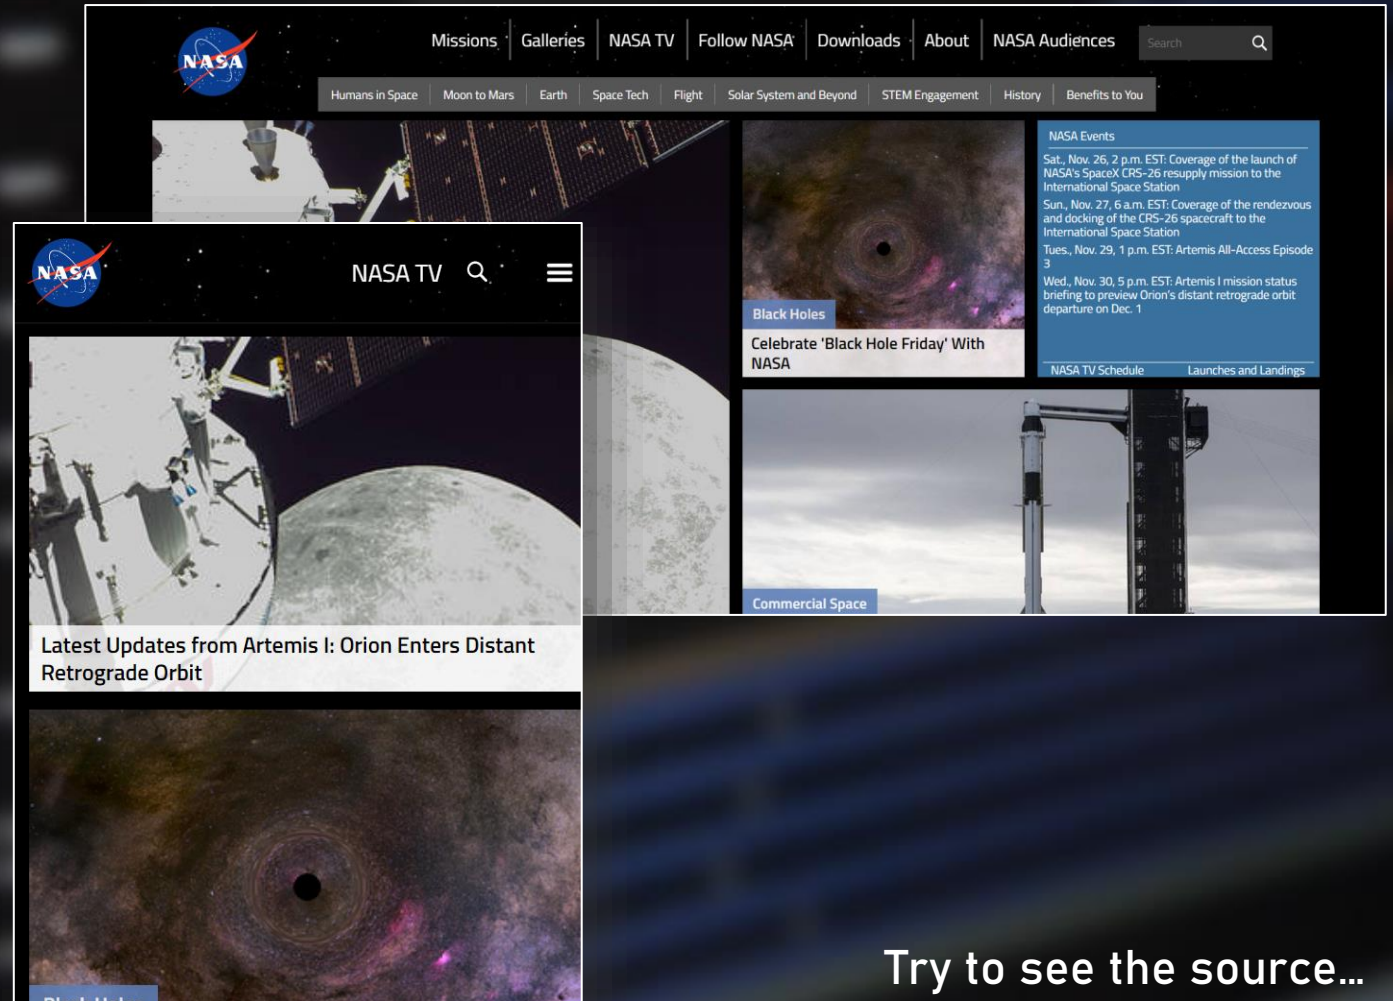 NASA
Missions
Galleries
NASA TV
Follow NASA
Downloads
About
NASA Audiences
Search
Humans in Space
Moon to Mars
Earth
Space Tech
Flight
Solar System and Beyond
STEM Engagement
History
Benefits to You
Black Holes
Celebrate 'Black Hole Friday' With
NASA
NASA Events
Sat., Nov. 26, 2 p.m. EST: Coverage of the launch of
NASA's SpaceX CRS-26 resupply mission to the
International Space Station
Sun., Nov. 27, 6 a.m. EST: Coverage of the rendezvous
and docking of the CRS-26 spacecraft to the
International Space Station
Tues., Nov. 29, 1 p.m. EST: Artemis All-Access Episode
3
Wed., Nov. 30, 5 p.m. EST: Artemis I mission status
briefing to preview Orion's distant retrograde orbit
departure on Dec. 1
NASA TV Schedule
Launches and Landings
Commercial Space
NASA
NASA TV
Latest Updates from Artemis I: Orion Enters Distant
Retrograde Orbit
Try to see the source...